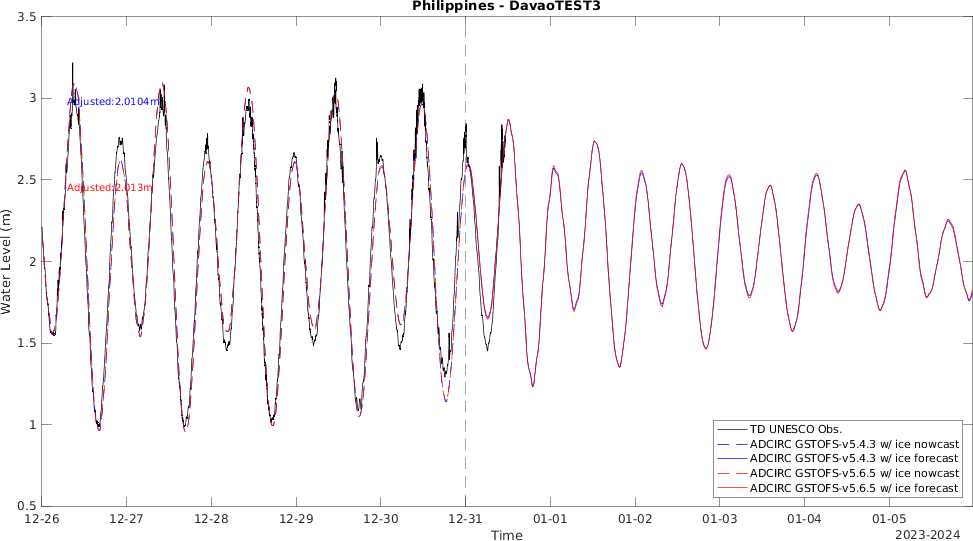 Philippines - DavaoTEST3
Water Level (m)
3.5
3
2.5
2
1.5
1
0.5
Adjusted:2.0104m
Adjusted:2.013m
TD UNESCO Obs.
ADCIRC GSTOFS-v5.4.3 w/ ice nowcast
ADCIRC GSTOFS-v5.4.3 w/ ice forecast
ADCIRC GSTOFS-v5.6.5 w/ ice nowcast
ADCIRC GSTOFS-v5.6.5 w/ ice forecast
12-26 12-27 12-28 12-29 12-30 12-31 01-01 01-02 01-03 01-04 01-05
Time
2023-2024